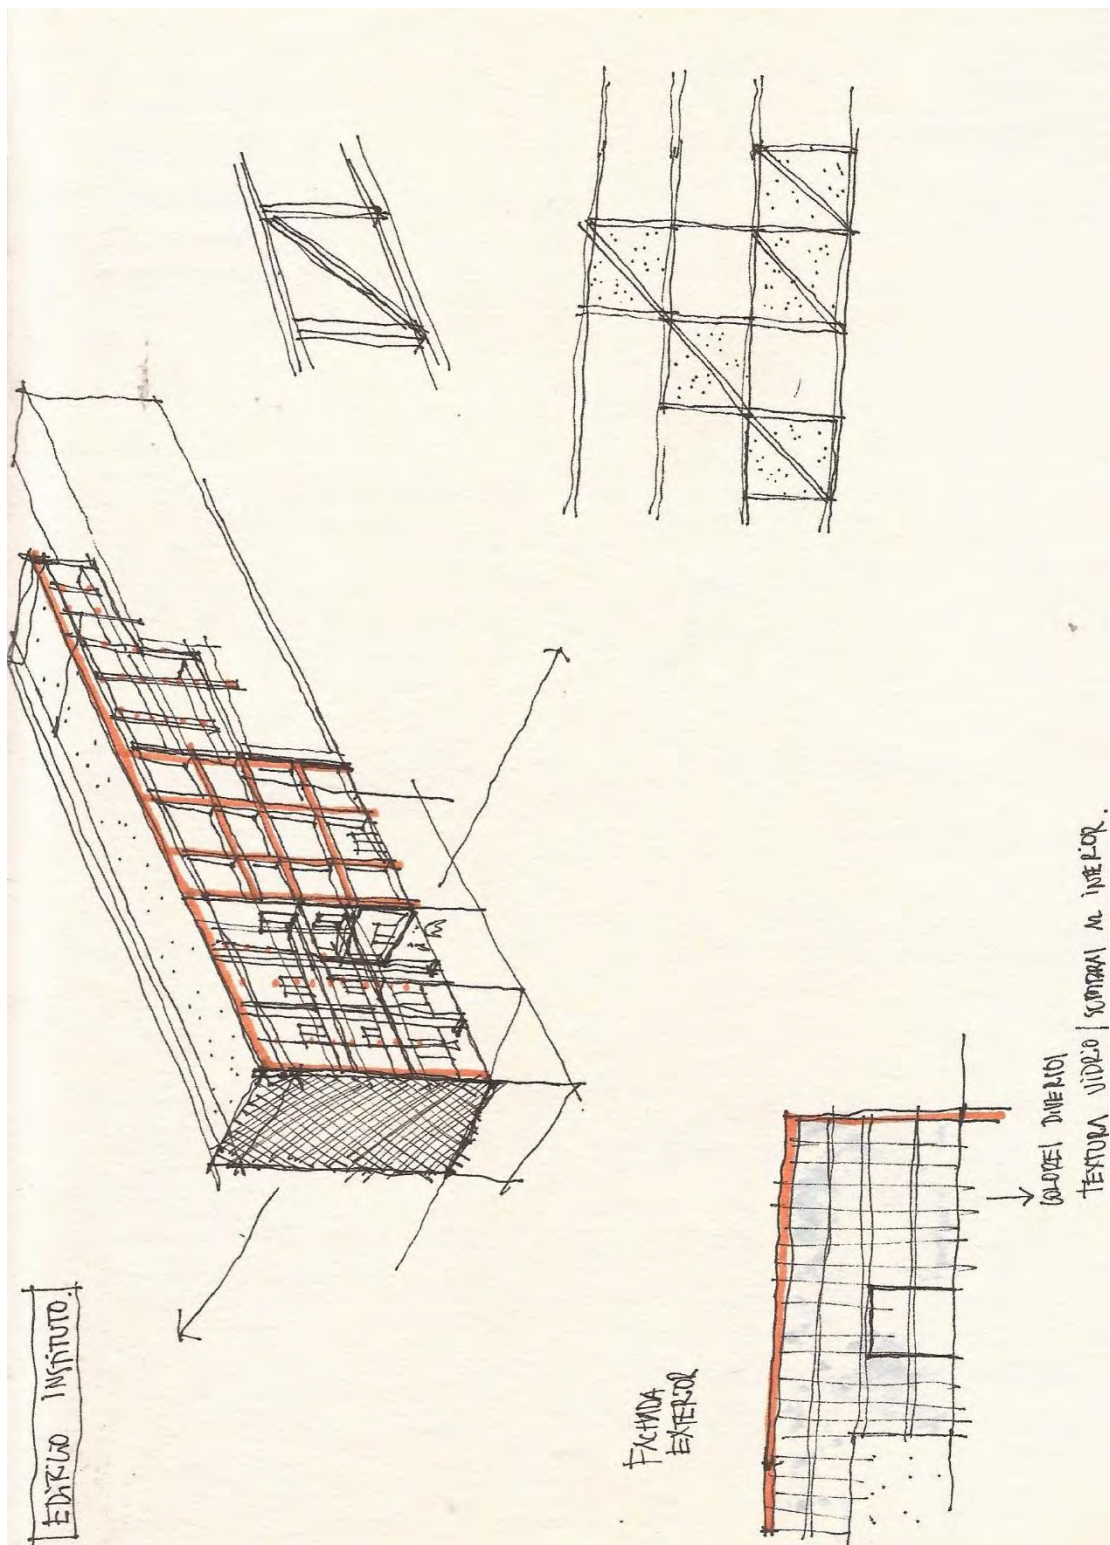 EDIFICIO INSTITUTO.
FACHADA
EXTERIOR
COLORES DIVERSOS
TEXTURA VIDRIO / SOMBRAS AL INTERIOR.